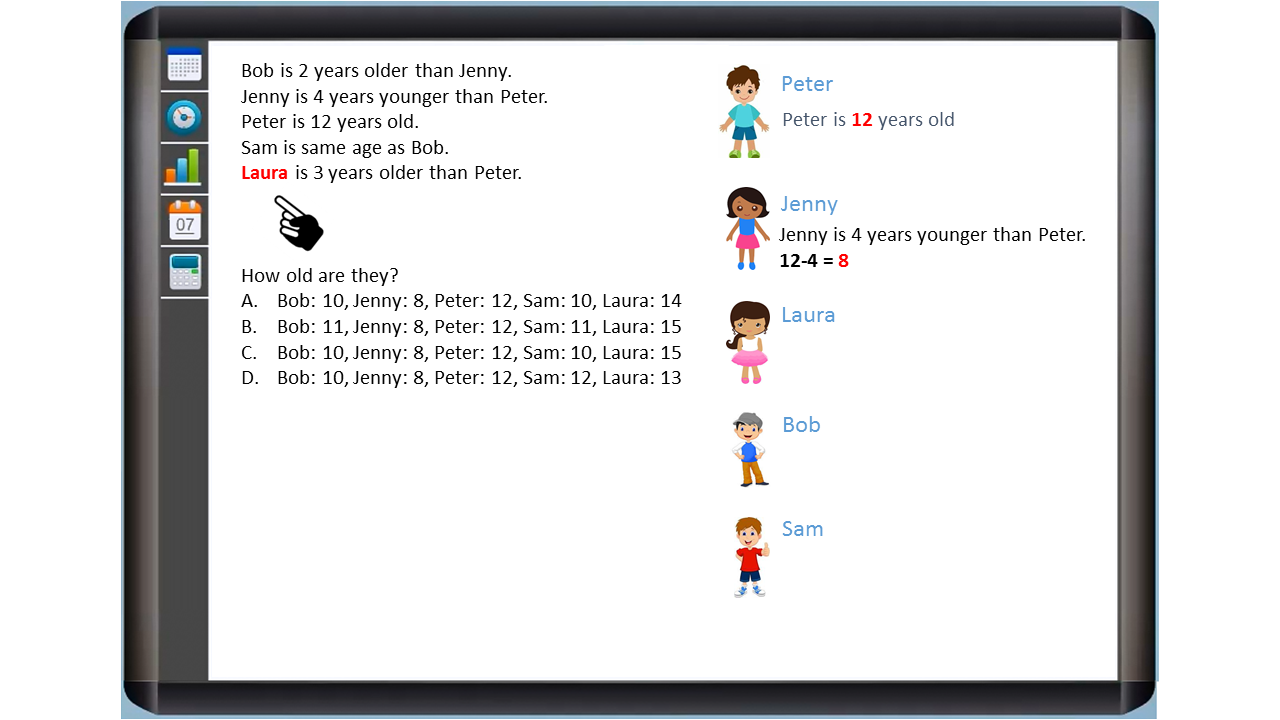 Bob is 2 years older than Jenny.
Jenny is 4 years younger than Peter.
Peter is 12 years old.
Sam is same age as Bob.
Laura is 3 years older than Peter.
07
How old are they?
A. Bob: 10, Jenny: 8, Peter: 12, Sam: 10, Laura: 14
B. Bob: 11, Jenny: 8, Peter: 12, Sam: 11, Laura: 15
C. Bob: 10, Jenny: 8, Peter: 12, Sam: 10, Laura: 15
D. Bob: 10, Jenny: 8, Peter: 12, Sam: 12, Laura: 13
Peter
Peter is 12 years old
Jenny
Jenny is 4 years younger than Peter.
12-4 = 8
Laura
Bob
Sam